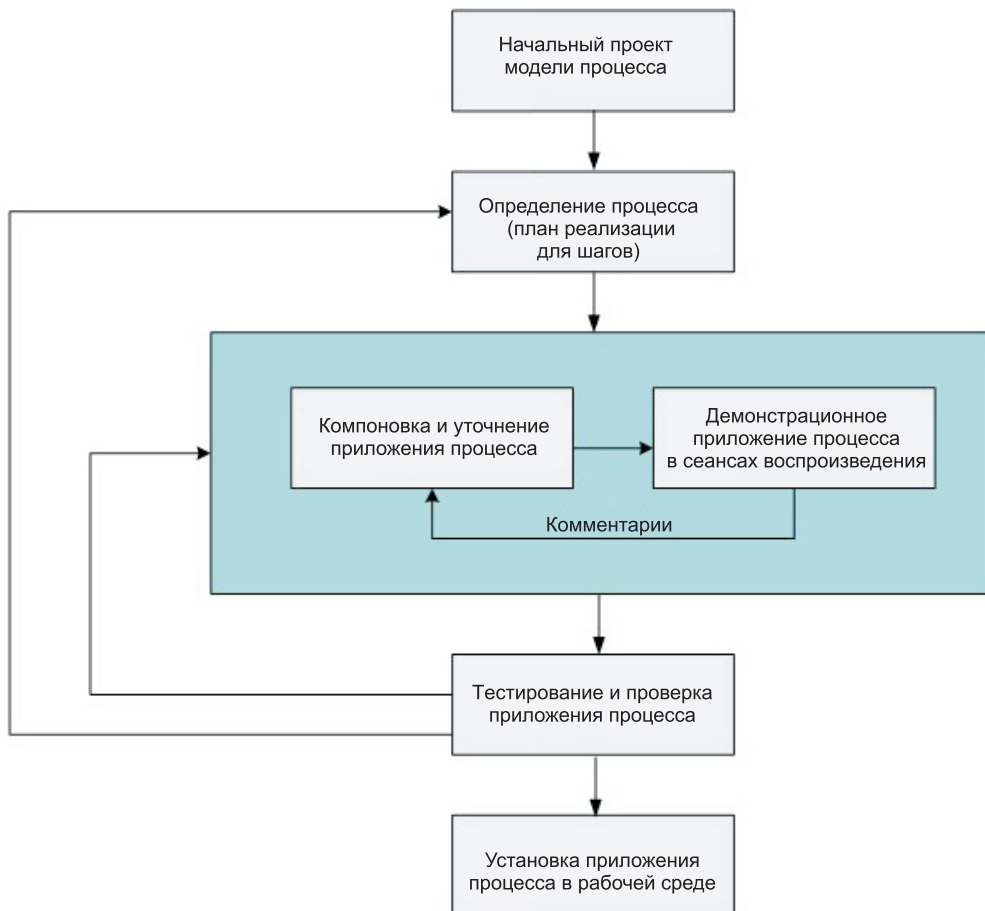 Начальный проект
модели процесса
Определение процесса
(план реализации
для шагов)
Компоновка и уточнение
приложения процесса
Демонстрационное
приложение процесса
в сеансах воспроизведения
Комментарии
Тестирование и проверка
приложения процесса
Установка приложения
процесса в рабочей среде